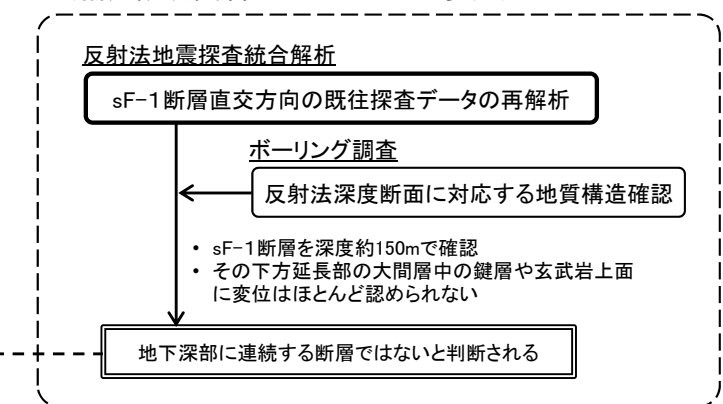 反射法地震探査統合解析
sF-1断層直交方向の既往探査データの再解析
ボーリング調査
反射法深度断面に対応する地質構造確認
• sF-1断層を深度約150mで確認
• その下方延長部の大間層中の鍵層や玄武岩上面
に変位はほとんど認められない
地下深部に連続する断層ではないと判断される